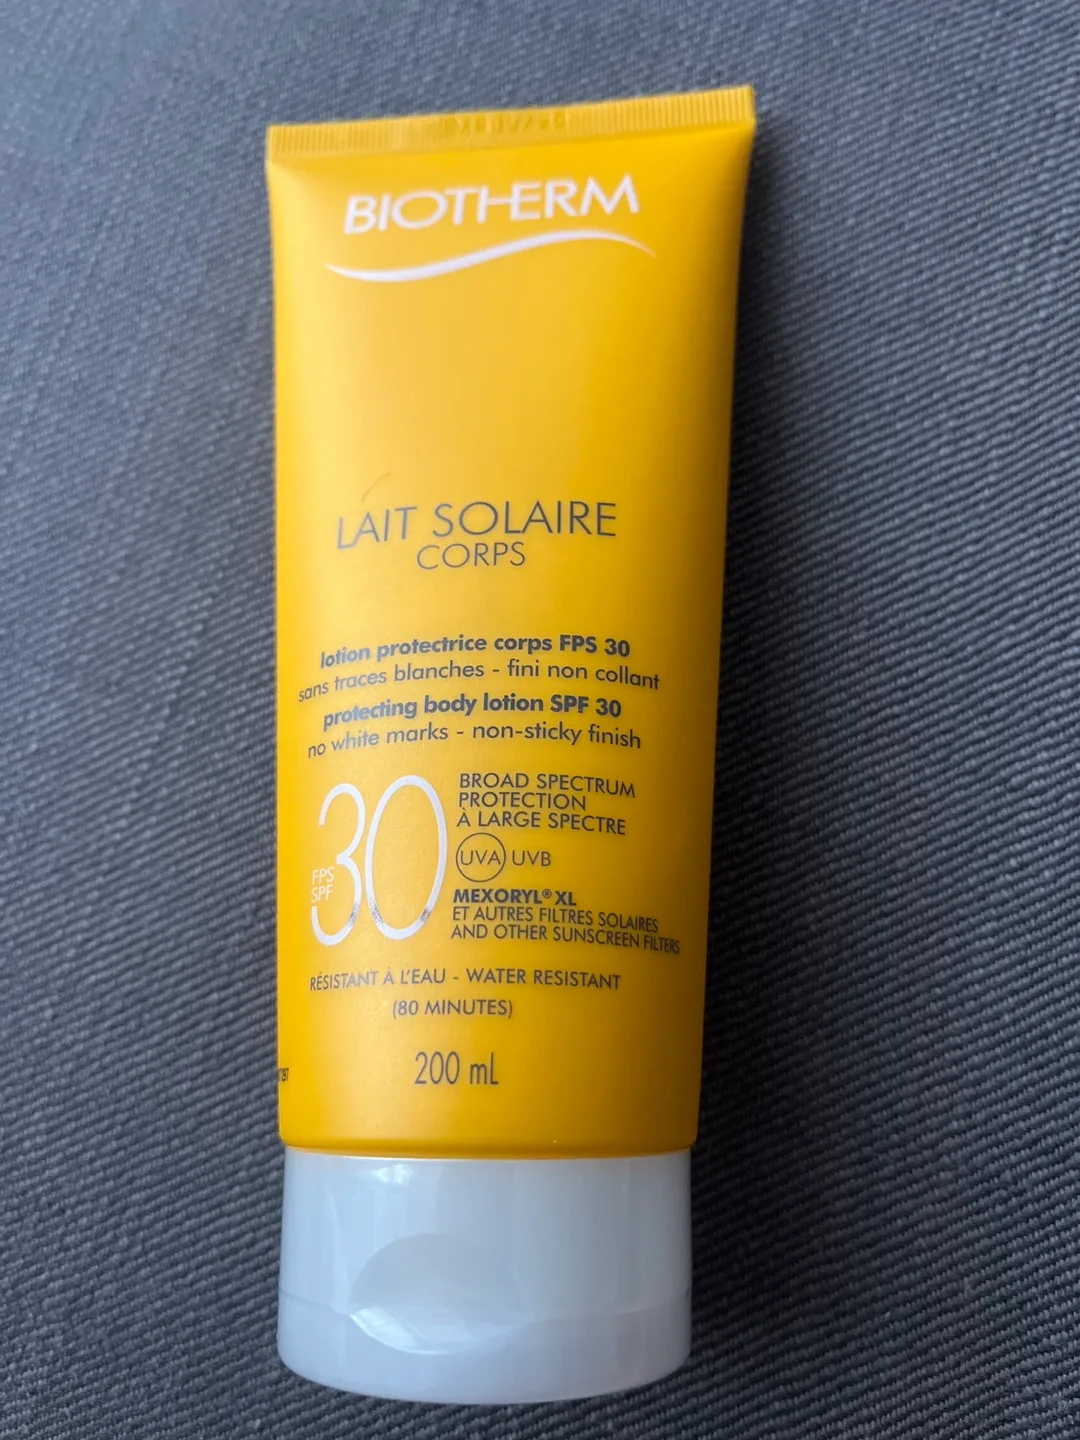 BIOTHERM
LAIT SOLAIRE
CORPS
lotion protectrice corps FPS 30
sans traces blanches - fini non collant
protecting body lotion SPF 30
no white marks - non-sticky finish
30
FPS
SPF
BROAD SPECTRUM
PROTECTION
À LARGE SPECTRE
UVA UVB
MEXORYL® XL
ET AUTRES FILTRES SOLAIRES
AND OTHER SUNSCREEN FILTERS
RÉSISTANT À L'EAU - WATER RESISTANT
(80 MINUTES)
200 mL